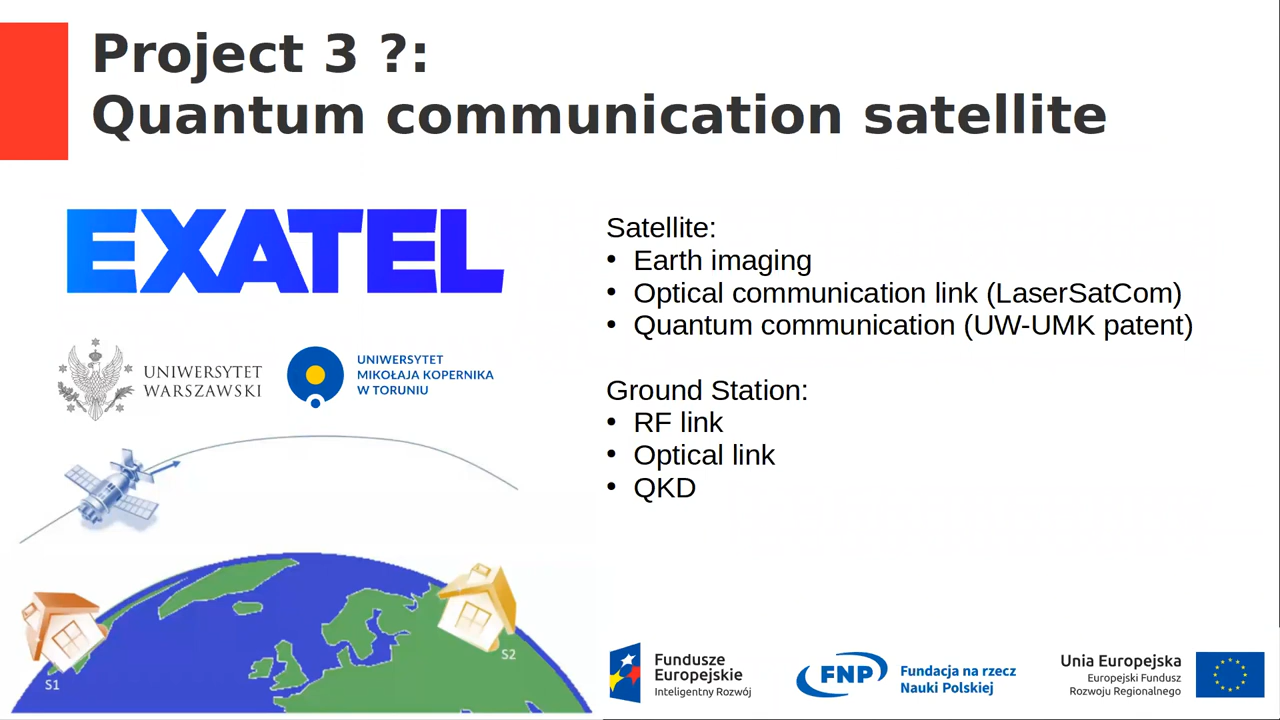 Project 3 ?:
Quantum communication satellite
EXATEL
UNIWERSYTET
WARSZAWSKI
UNIWERSYTET
MIKOŁAJA KOPERNIKA
W TORUNIU
Satellite:
• Earth imaging
• Optical communication link (LaserSatCom)
• Quantum communication (UW-UMK patent)
Ground Station:
• RF link
• Optical link
• QKD
S1
S2
Fundusze
Europejskie
Inteligentny Rozwój
FNP
Fundacja na rzecz
Nauki Polskiej
Unia Europejska
Europejski Fundusz
Rozwoju Regionalnego